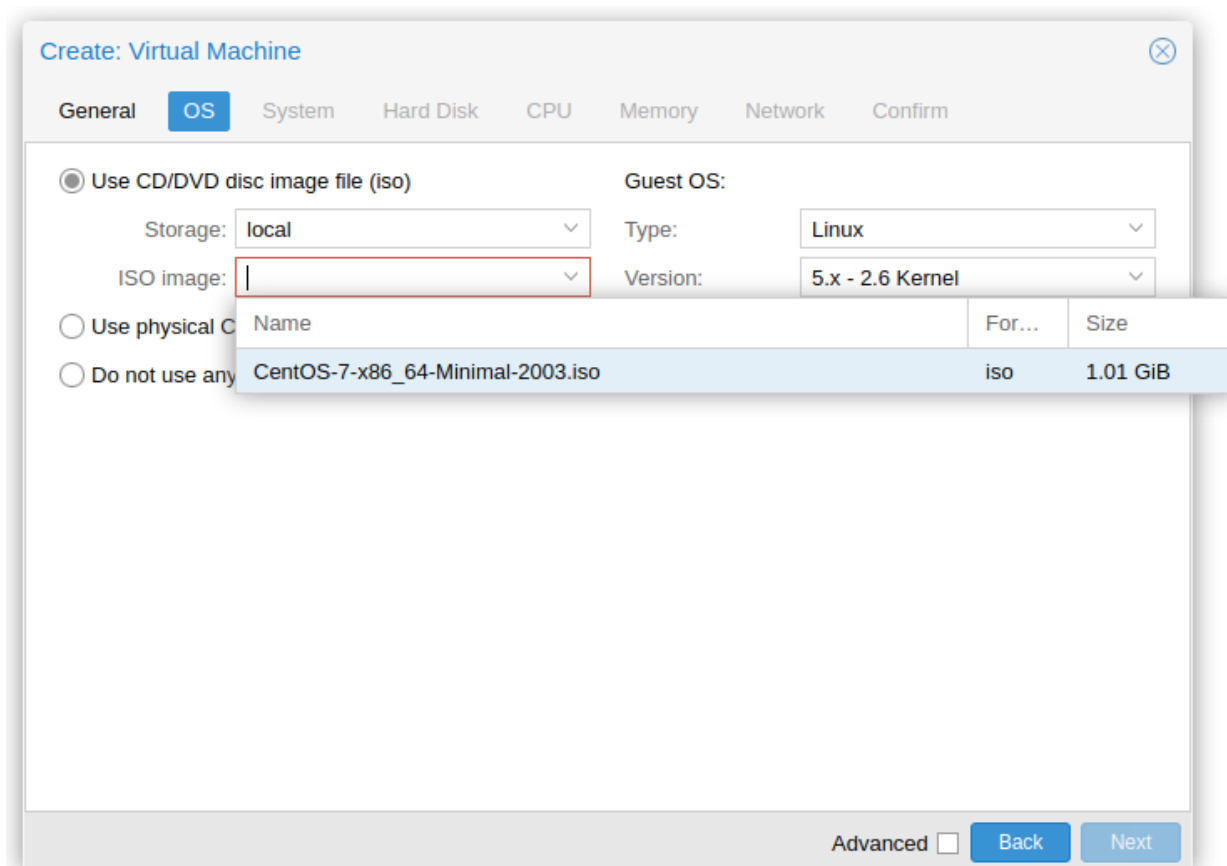 Create: Virtual Machine
General OS System Hard Disk CPU Memory Network Confirm
Use CD/DVD disc image file (iso) Guest OS:
Storage: local Type: Linux
ISO image: Version: 5.x - 2.6 Kernel
Use physical C
Name For... Size
Do not use any
CentOS-7-x86_64-Minimal-2003.iso iso 1.01 GiB
Advanced Back Next